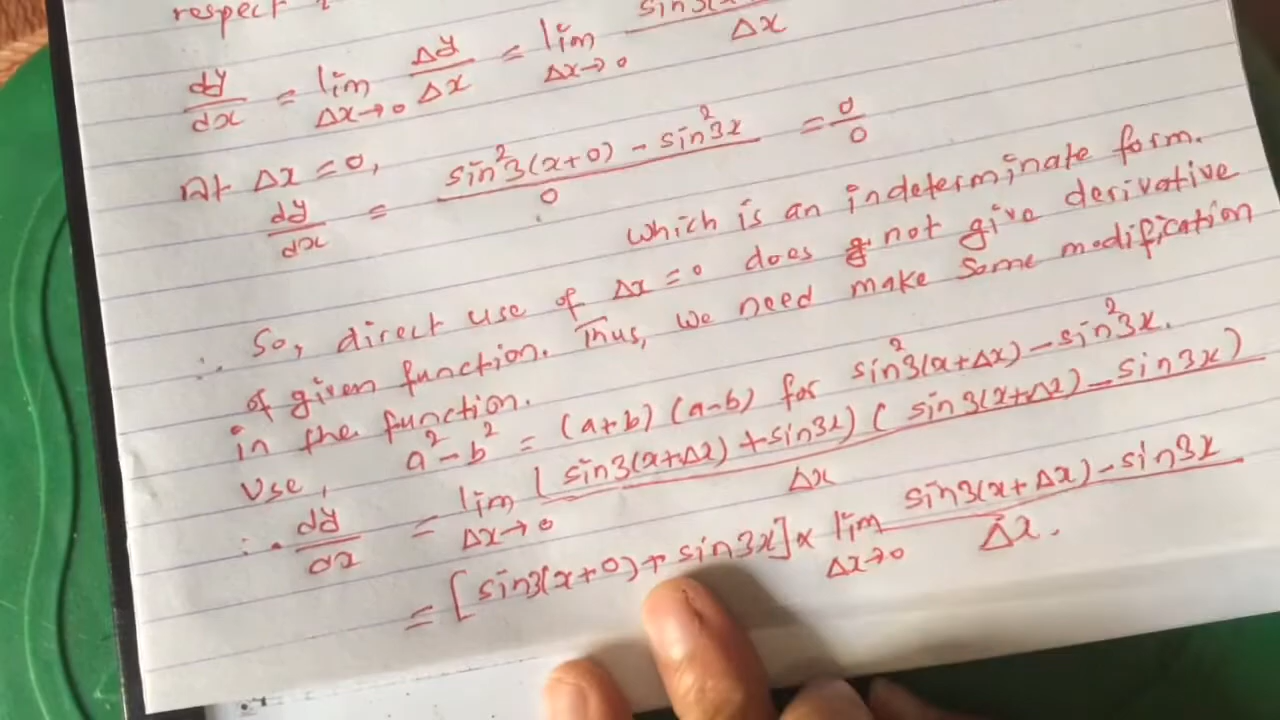 respect
dy/dx = lim Δx→0 Δy/Δx = lim Δx→0 sin3(x /Δx
At Δx = 0,
dy/dx = sin²3(x+0) - sin²3x / 0 = 0/0
which is an indeterminate form.
∴ So, direct use of Δx = 0 does not give derivative
of given function. Thus, we need make some modification
in the function.
Use, a² - b² = (a+b) (a-b) for sin²3(x+Δx) - sin²3x.
∴ dy/dx = lim Δx→0 (sin3(x+Δx) + sin3x) (sin3(x+Δx) - sin3x) / Δx
= [sin3(x+0) + sin3x] × lim Δx→0 sin3(x+Δx) - sin3x / Δx.